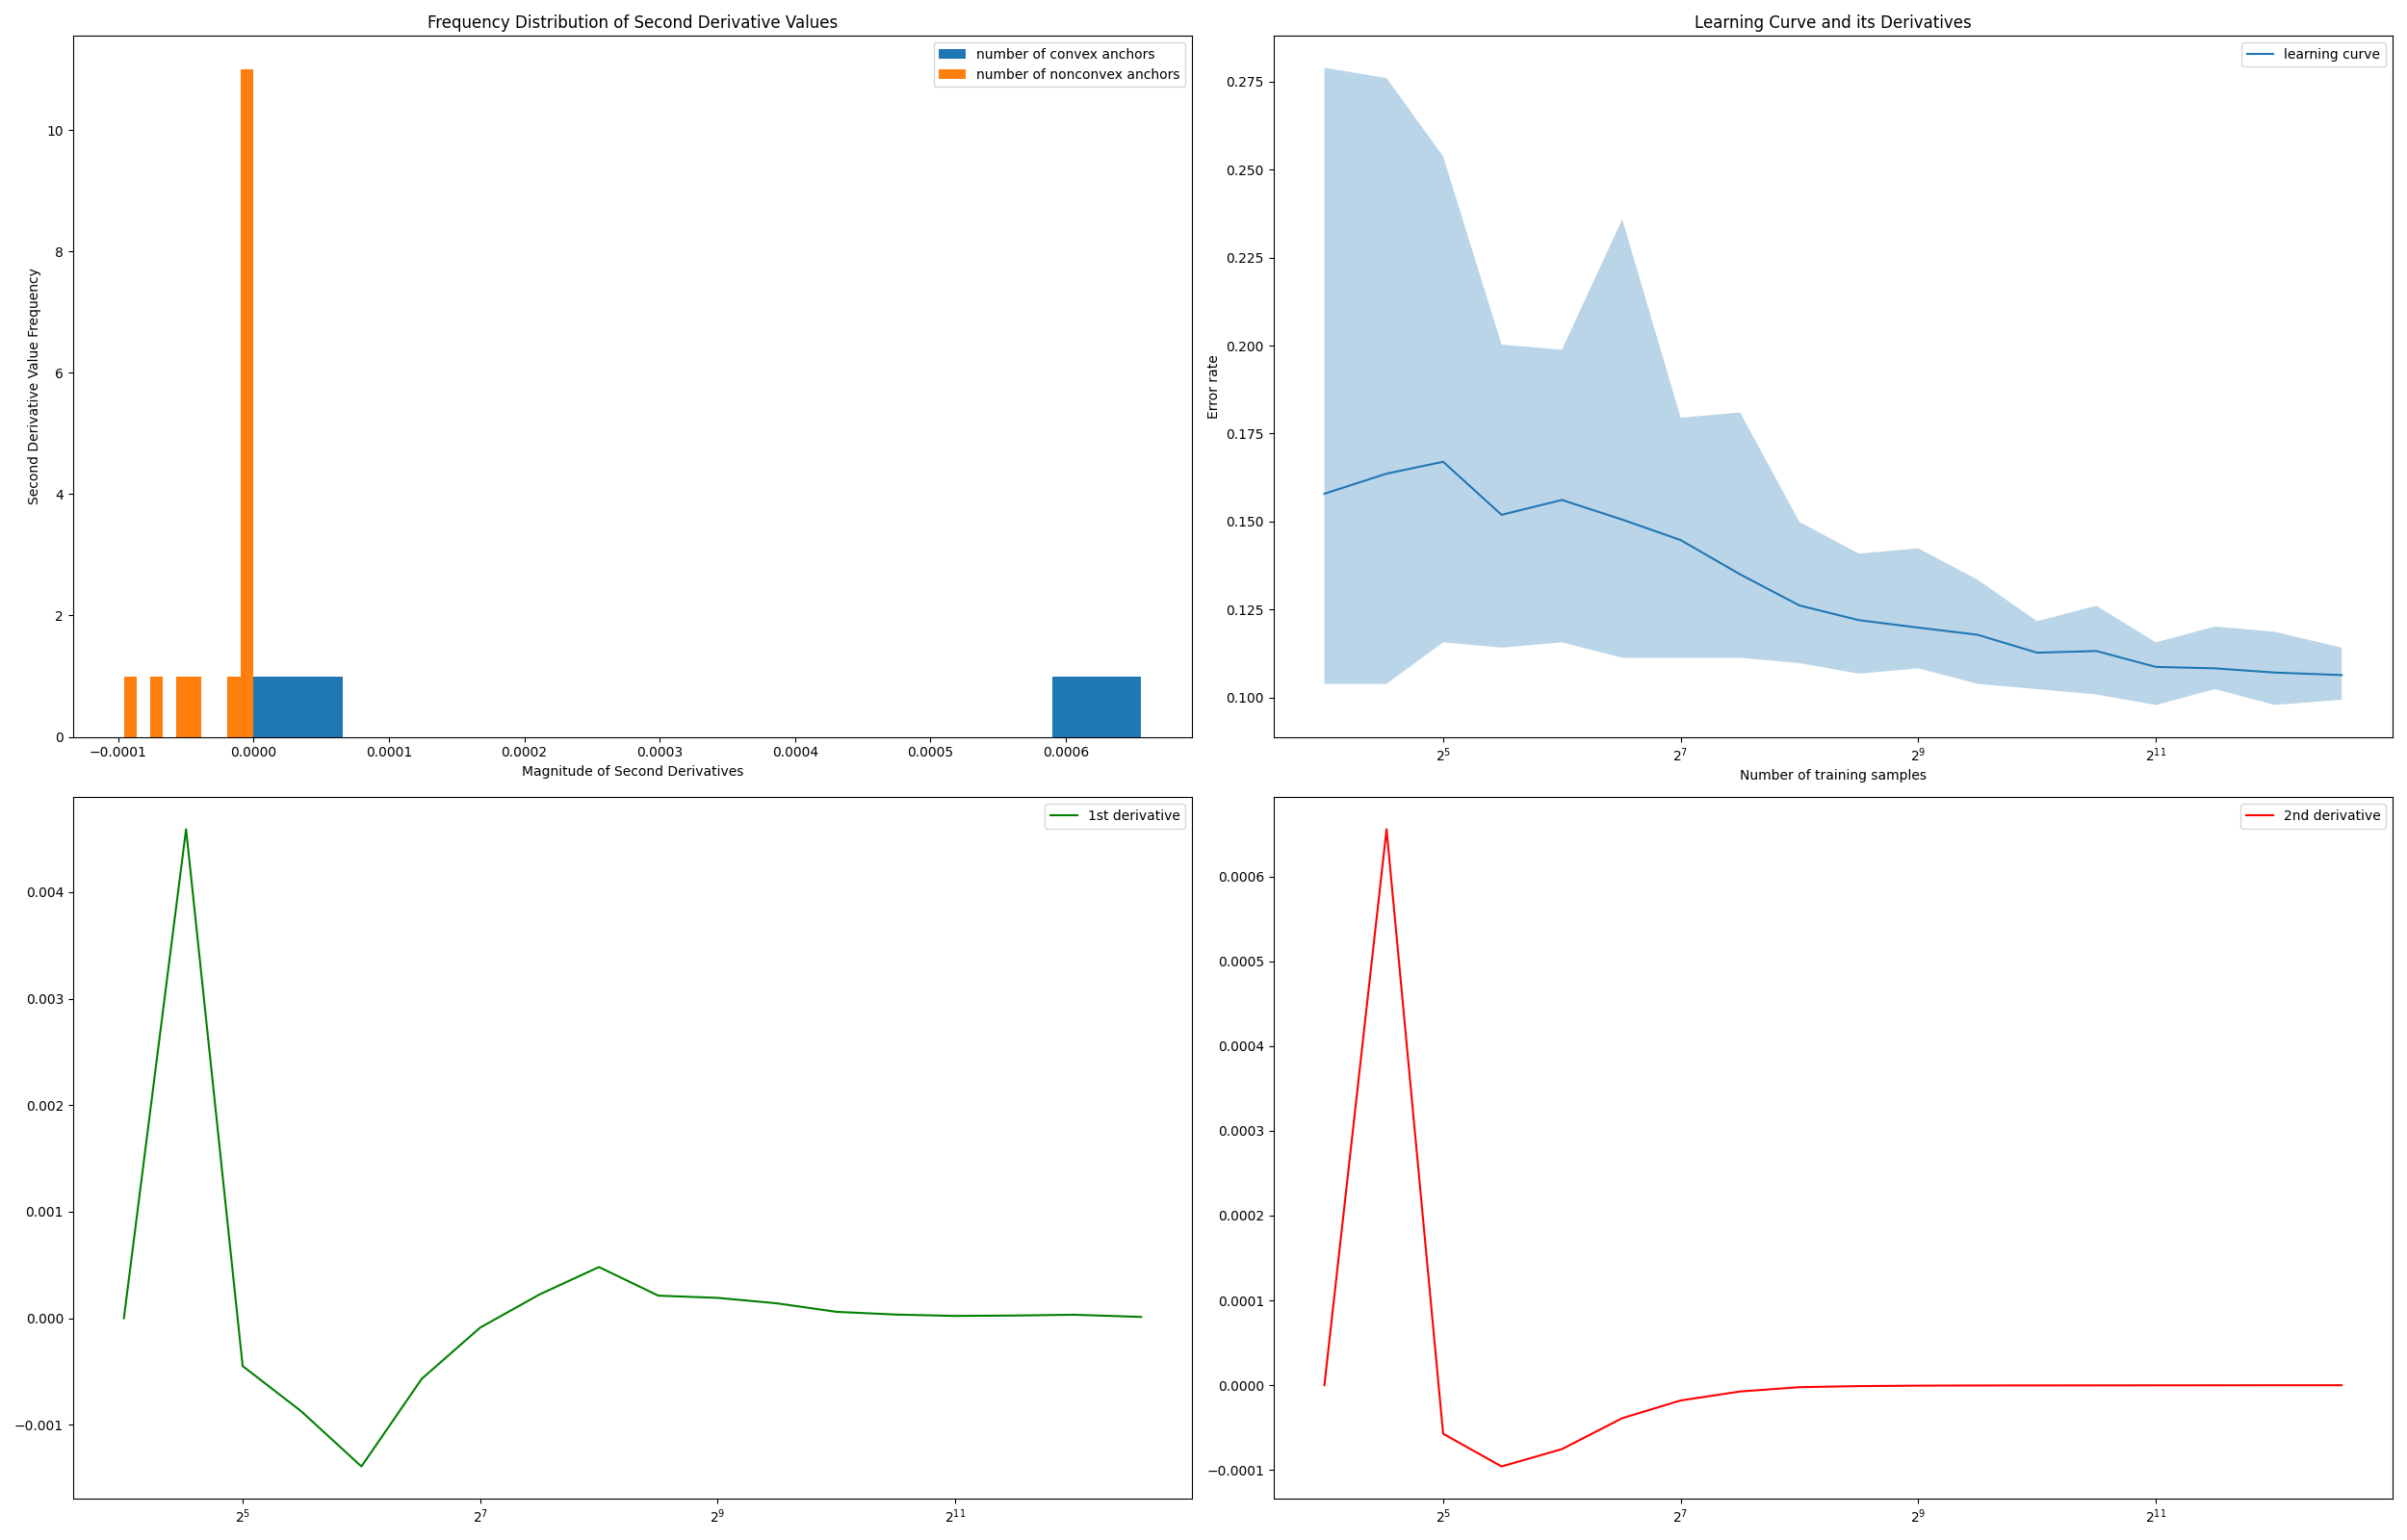 Frequency Distribution of Second Derivative Values
number of convex anchors
number of nonconvex anchors
Second Derivative Value Frequency
10
8
6
4
2
0
−0.0001 0.0000 0.0001 0.0002 0.0003 0.0004 0.0005 0.0006
Magnitude of Second Derivatives
Learning Curve and its Derivatives
learning curve
Error rate
0.275
0.250
0.225
0.200
0.175
0.150
0.125
0.100
2^5 2^7 2^9 2^11
Number of training samples
1st derivative
0.004
0.003
0.002
0.001
0.000
−0.001
2^5 2^7 2^9 2^11
2nd derivative
0.0006
0.0005
0.0004
0.0003
0.0002
0.0001
0.0000
−0.0001
2^5 2^7 2^9 2^11